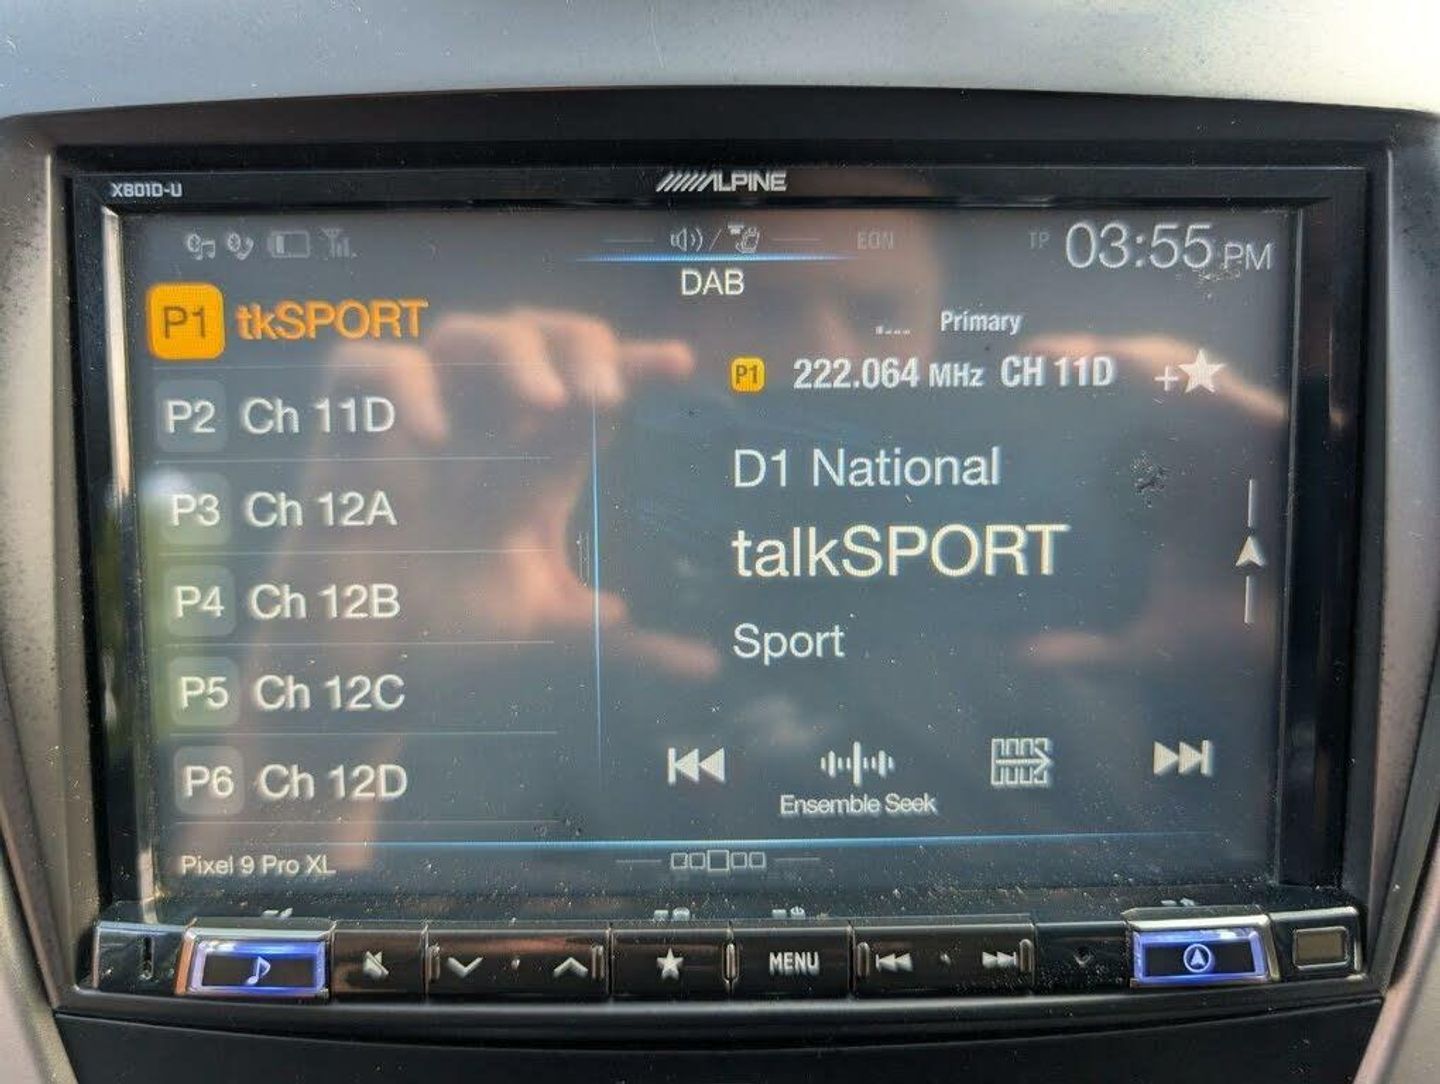 X801D-U
ALPINE
EON
TP
03:55 PM
DAB
P1 tkSPORT
P2 Ch 11D
P3 Ch 12A
P4 Ch 12B
P5 Ch 12C
P6 Ch 12D
Pixel 9 Pro XL
Primary
P1 222.064 MHz CH 11D
D1 National
talkSPORT
Sport
Ensemble Seek
MENU